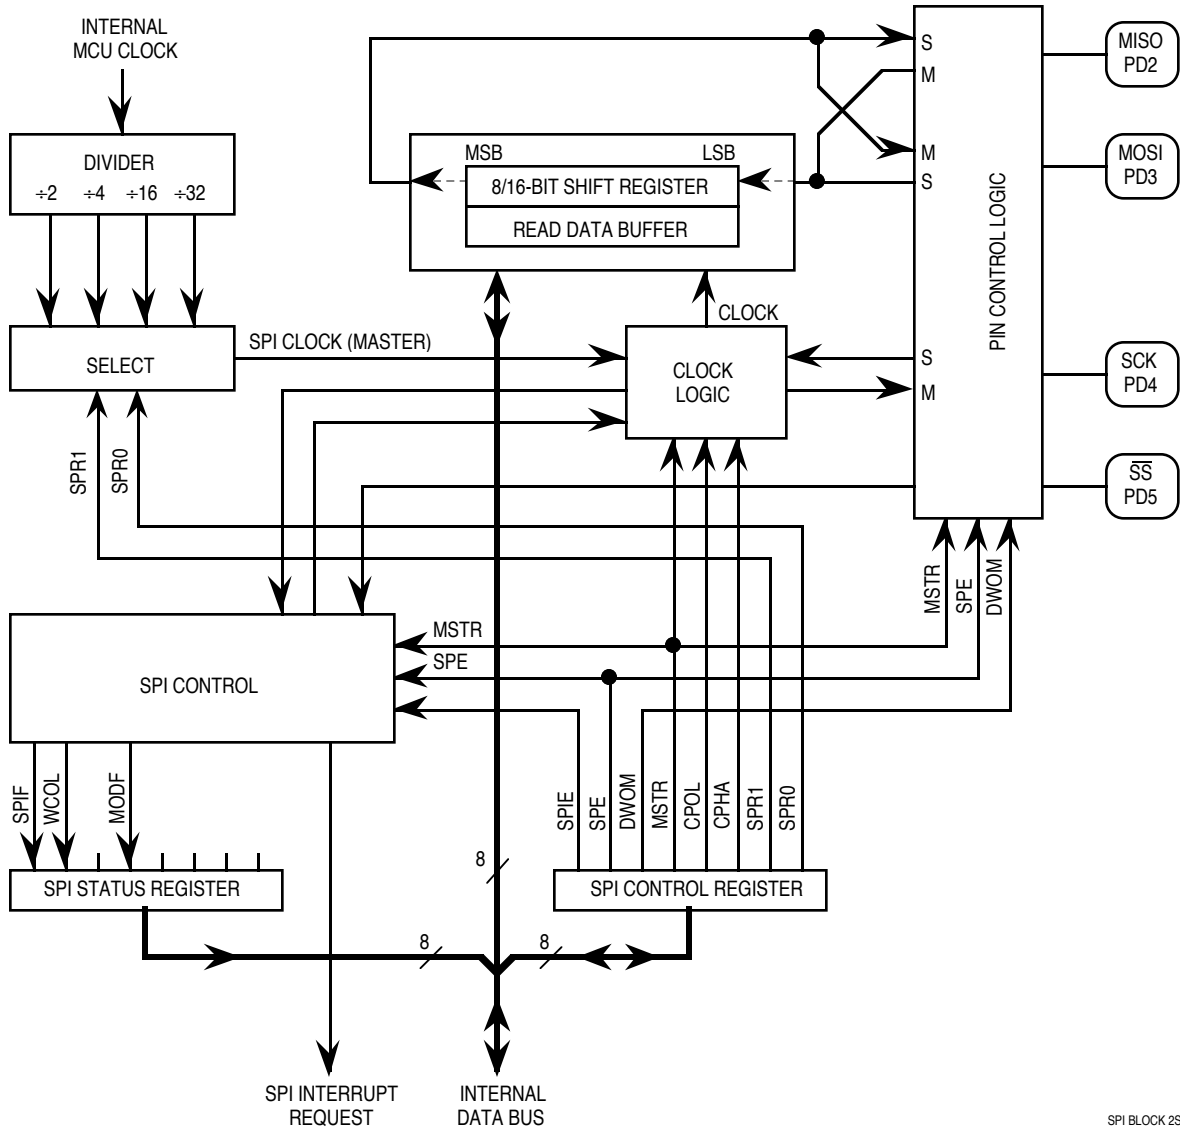 INTERNAL
MCU CLOCK
DIVIDER
÷2 ÷4 ÷16 ÷32
SELECT
SPI CLOCK (MASTER)
SPR1
SPR0
MSB LSB
8/16-BIT SHIFT REGISTER
READ DATA BUFFER
CLOCK
CLOCK
LOGIC
S
M
M
S
S
M
PIN CONTROL LOGIC
MISO
PD2
MOSI
PD3
SCK
PD4
SS
PD5
MSTR
SPE
DWOM
MSTR
SPE
SPI CONTROL
SPIF
WCOL
MODF
SPIE
SPE
DWOM
MSTR
CPOL
CPHA
SPR1
SPR0
8
SPI STATUS REGISTER
SPI CONTROL REGISTER
8
8
SPI INTERRUPT
REQUEST
INTERNAL
DATA BUS
SPI BLOCK 2S